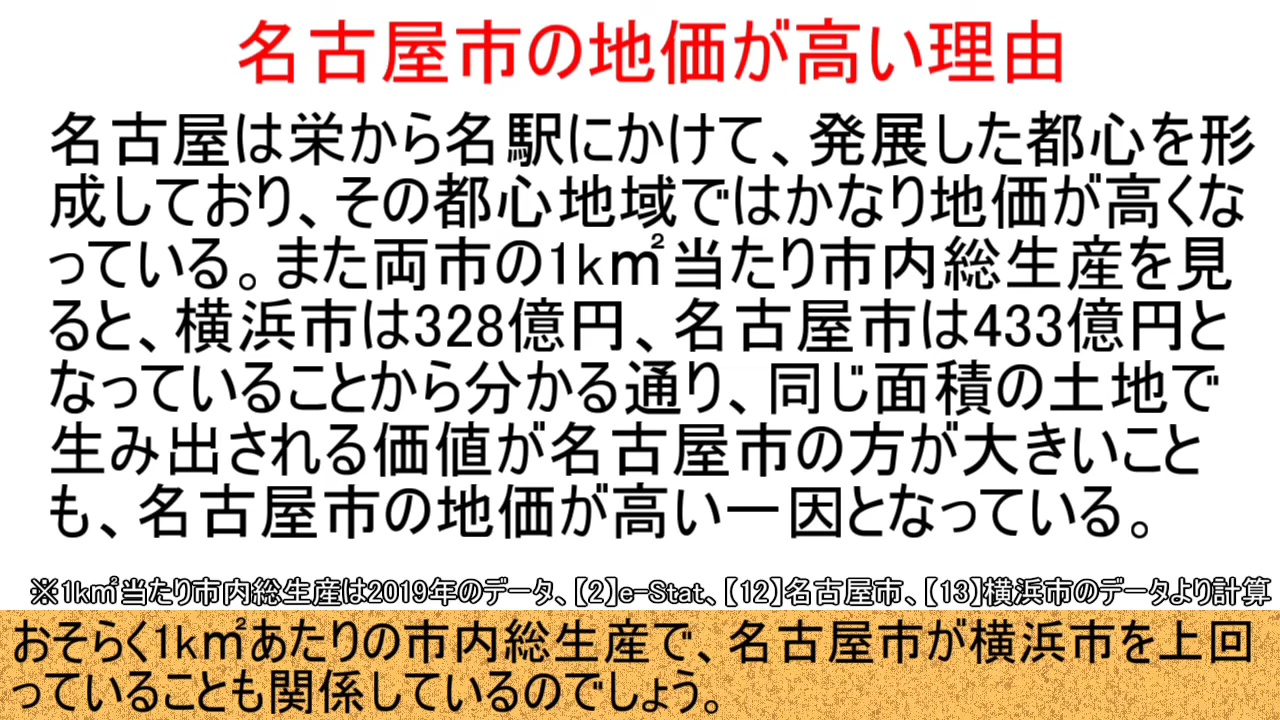 名古屋市の地価が高い理由
名古屋は栄から名駅にかけて、発展した都心を形
成しており、その都心地域ではかなり地価が高くな
っている。また両市の1k㎡当たり市内総生産を見
ると、横浜市は328億円、名古屋市は433億円と
なっていることから分かる通り、同じ面積の土地で
生み出される価値が名古屋市の方が大きいこと
も、名古屋市の地価が高い一因となっている。
※1k㎡当たり市内総生産は2019年のデータ、【2】e-Stat、【12】名古屋市、【13】横浜市のデータより計算
おそらく1k㎡あたりの市内総生産で、名古屋市が横浜市を上回
っていることも関係しているのでしょう。